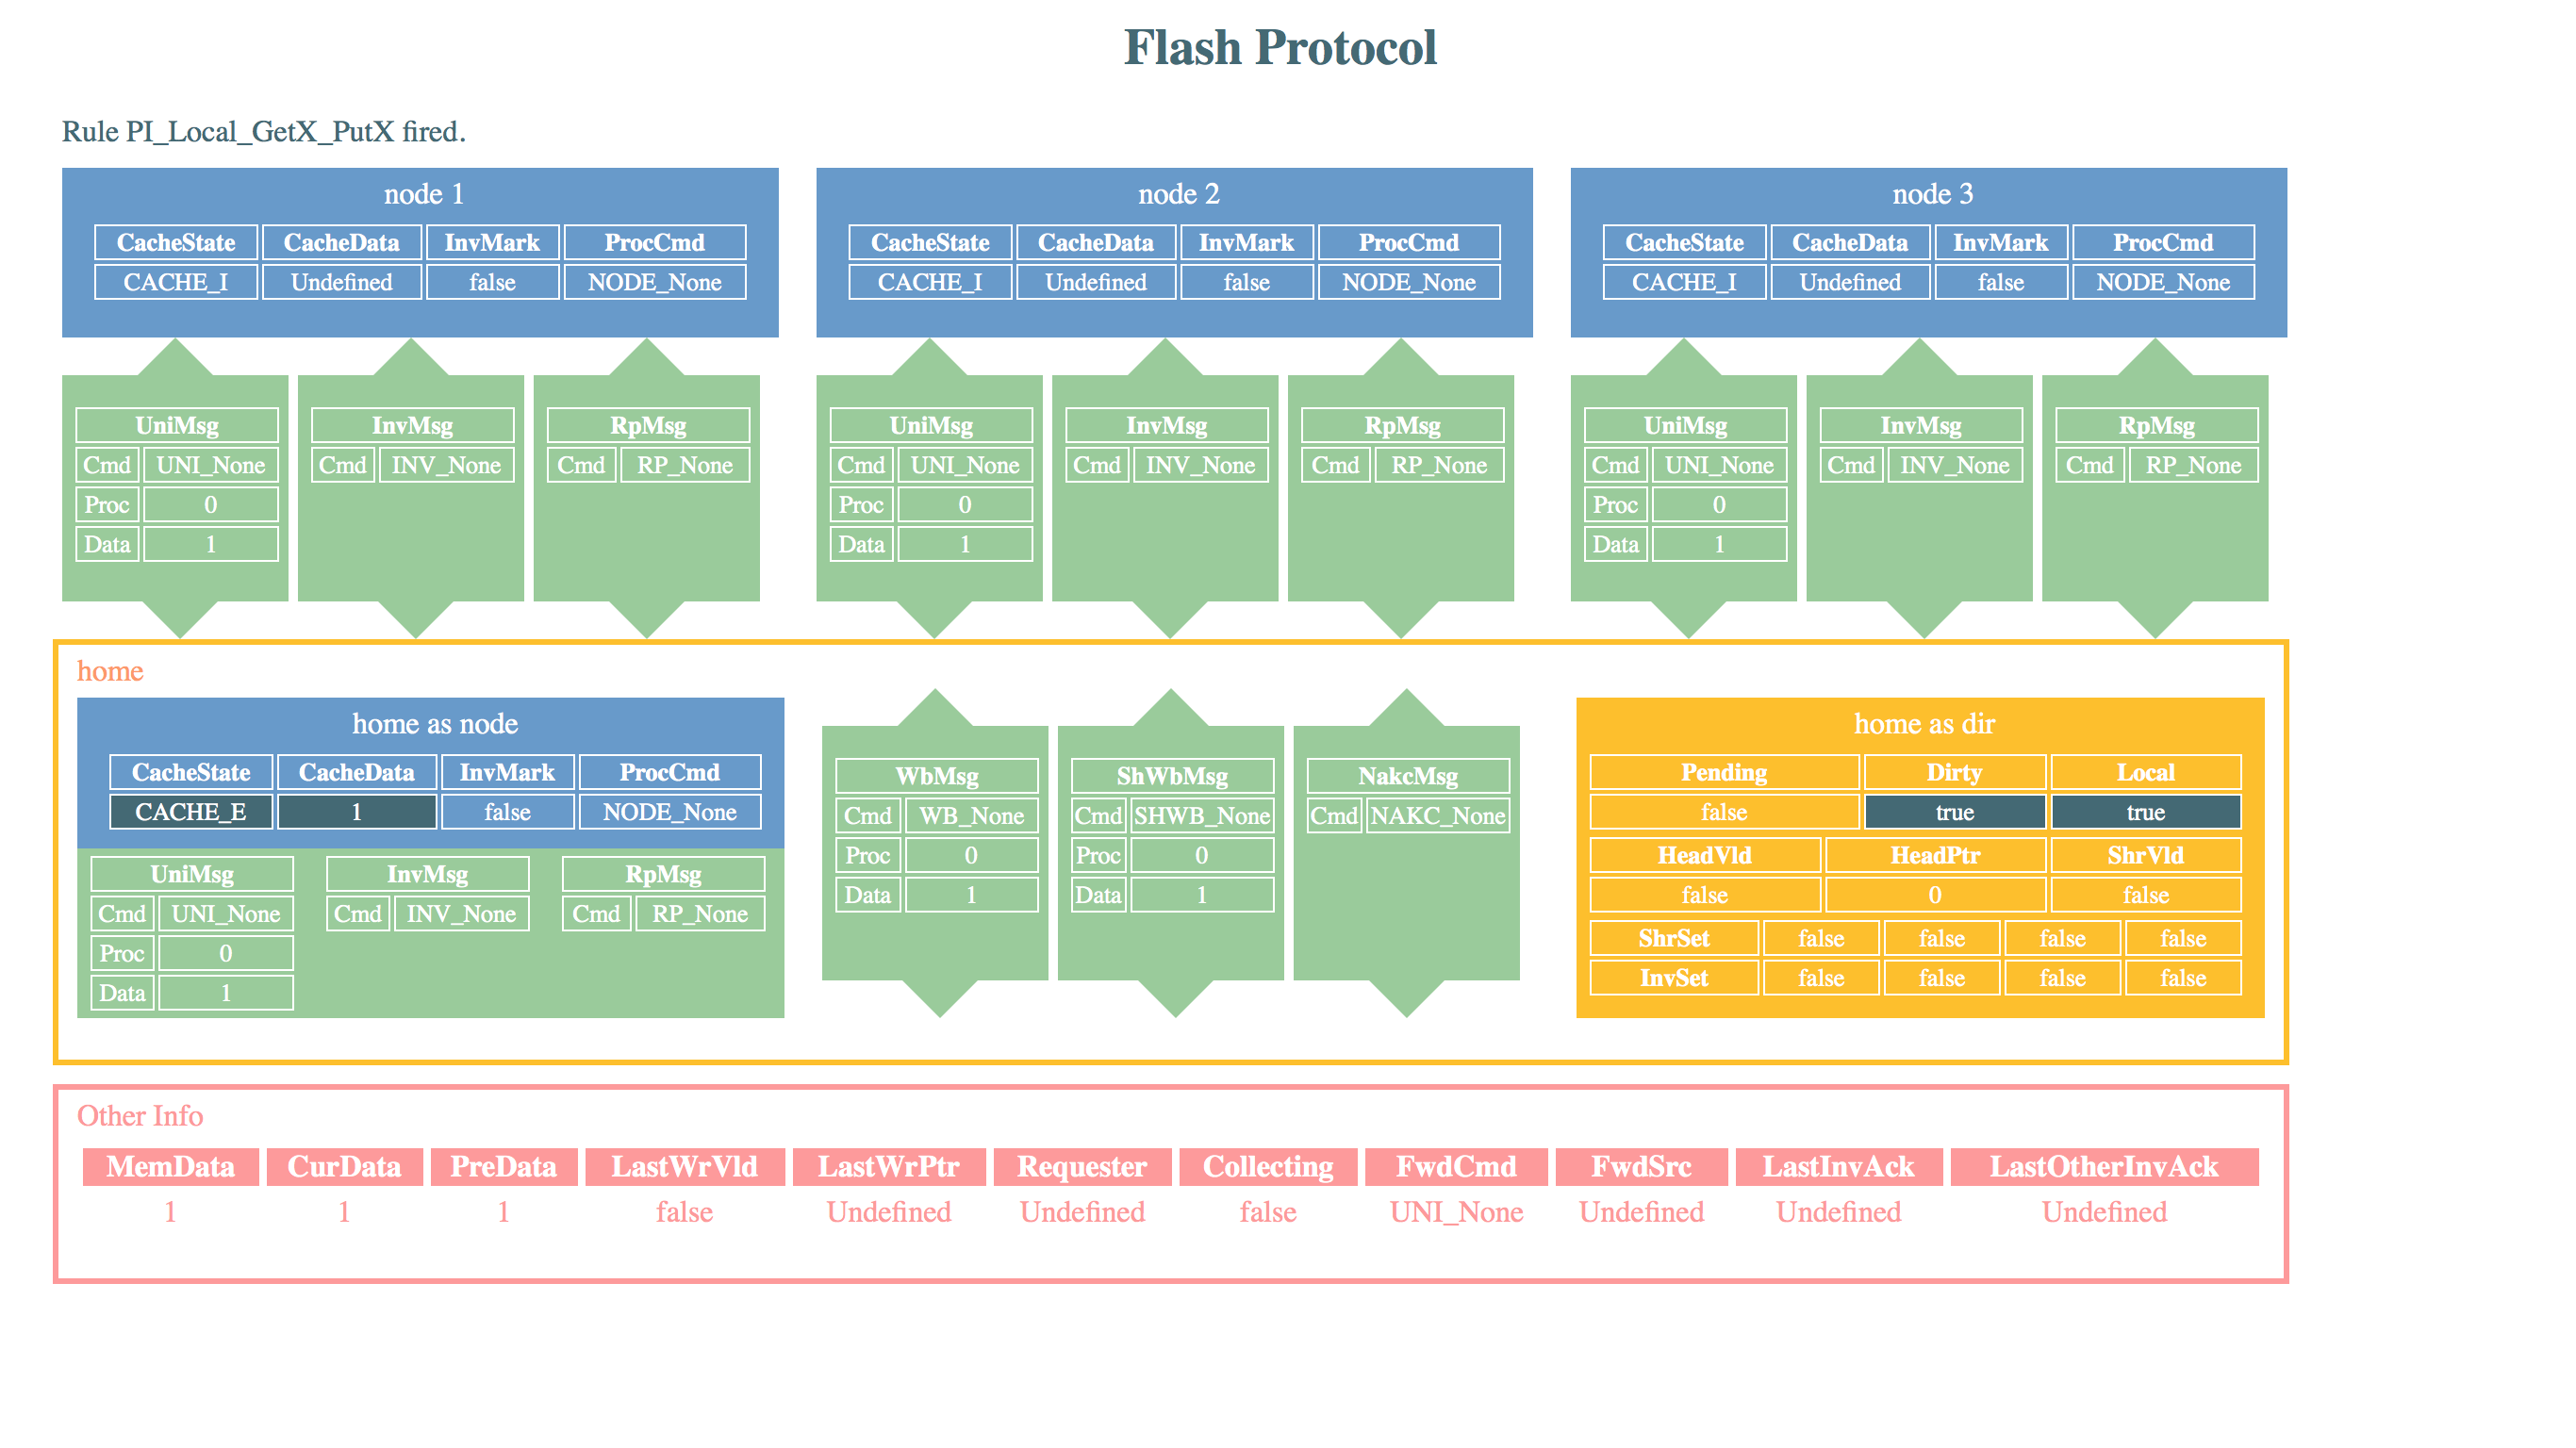 Flash Protocol
Rule PI_Local_GetX_PutX fired.
node 1 node 2 node 3
CacheState CacheData InvMark ProcCmd CacheState CacheData InvMark ProcCmd CacheState CacheData InvMark ProcCmd
CACHE_I Undefined false NODE_None CACHE_I Undefined false NODE_None CACHE_I Undefined false NODE_None
UniMsg InvMsg RpMsg UniMsg InvMsg RpMsg UniMsg InvMsg RpMsg
Cmd UNI_None Cmd INV_None Cmd RP_None Cmd UNI_None Cmd INV_None Cmd RP_None Cmd UNI_None Cmd INV_None Cmd RP_None
Proc 0 Proc 0 Proc 0
Data 1 Data 1 Data 1
home
home as node
CacheState CacheData InvMark ProcCmd
CACHE_E 1 false NODE_None
UniMsg InvMsg RpMsg
Cmd UNI_None Cmd INV_None Cmd RP_None
Proc 0
Data 1
WbMsg ShWbMsg NakcMsg
Cmd WB_None Cmd SHWB_None Cmd NAKC_None
Proc 0 Proc 0
Data 1 Data 1
home as dir
Pending Dirty Local
false true true
HeadVld HeadPtr ShrVld
false 0 false
ShrSet false false false false
InvSet false false false false
Other Info
MemData CurData PreData LastWrVld LastWrPtr Requester Collecting FwdCmd FwdSrc LastInvAck LastOtherInvAck
1 1 1 false Undefined Undefined false UNI_None Undefined Undefined Undefined